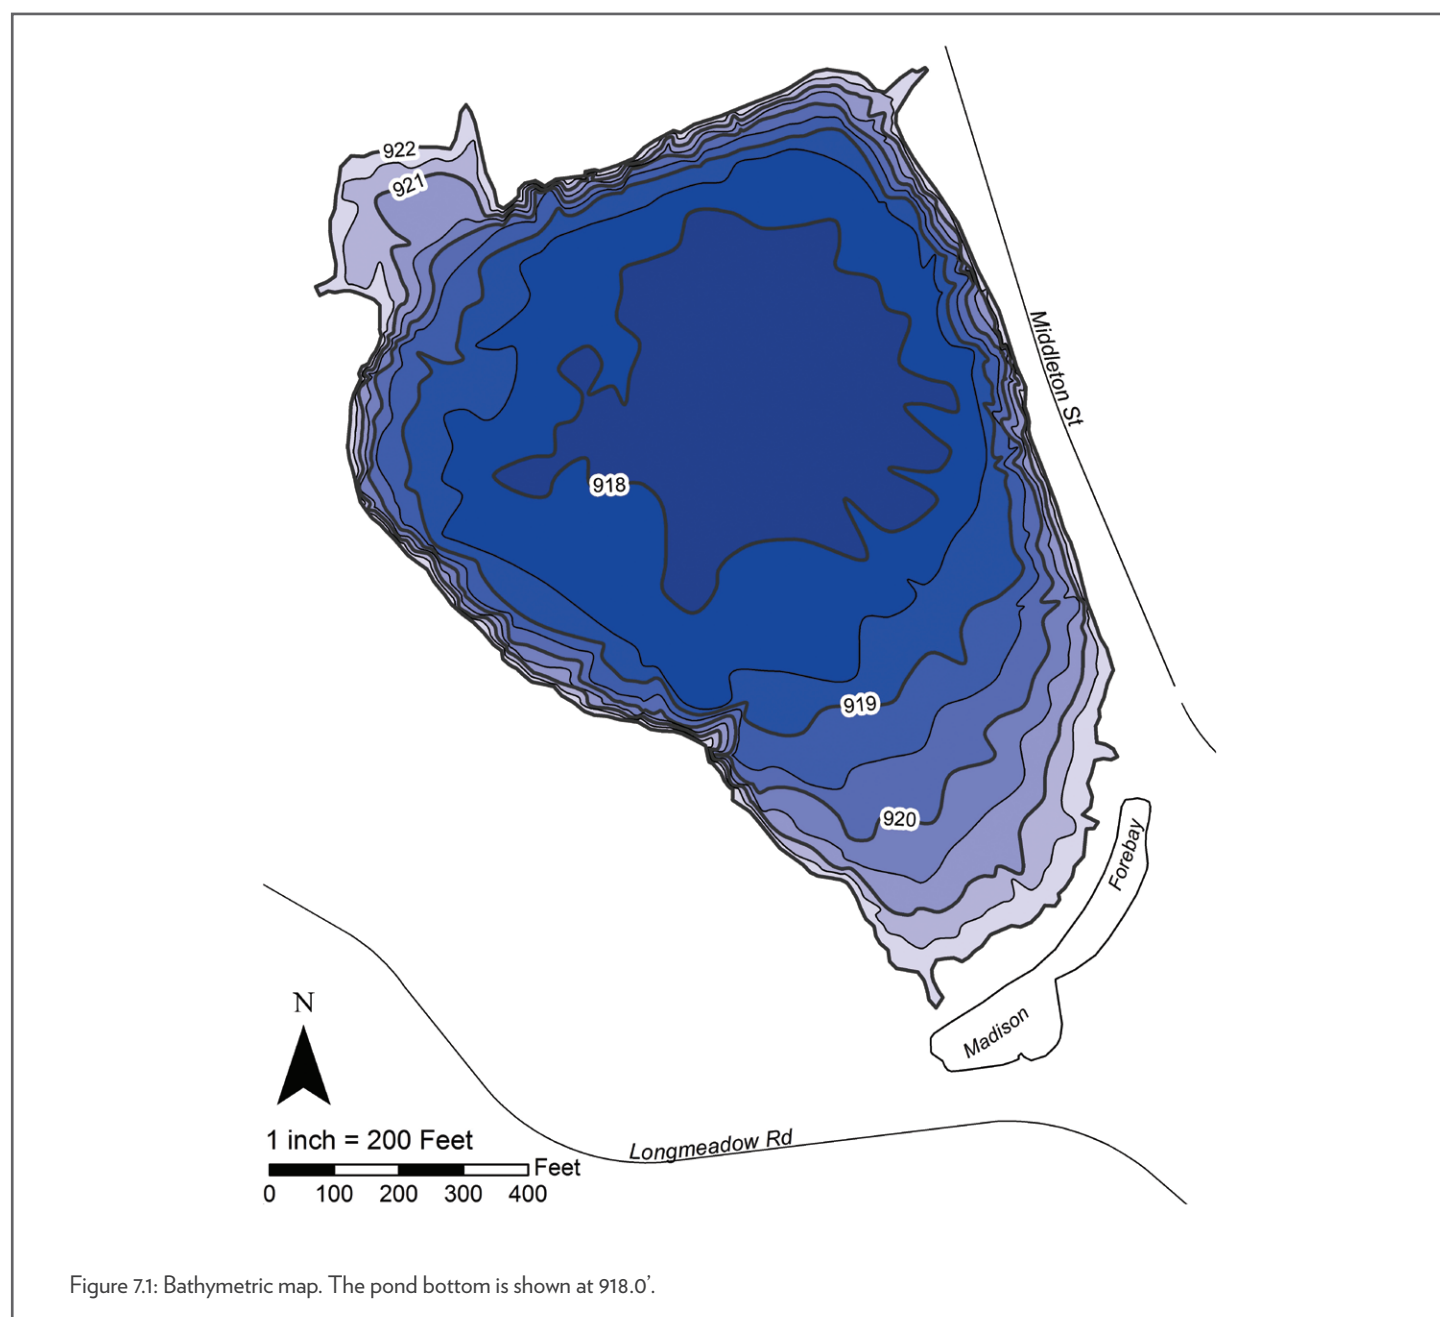 922
921
Middleton St
918
919
920
Forebay
Madison
N
1 inch = 200 Feet
Feet
0 100 200 300 400
Longmeadow Rd
Figure 7.1: Bathymetric map. The pond bottom is shown at 918.0’.